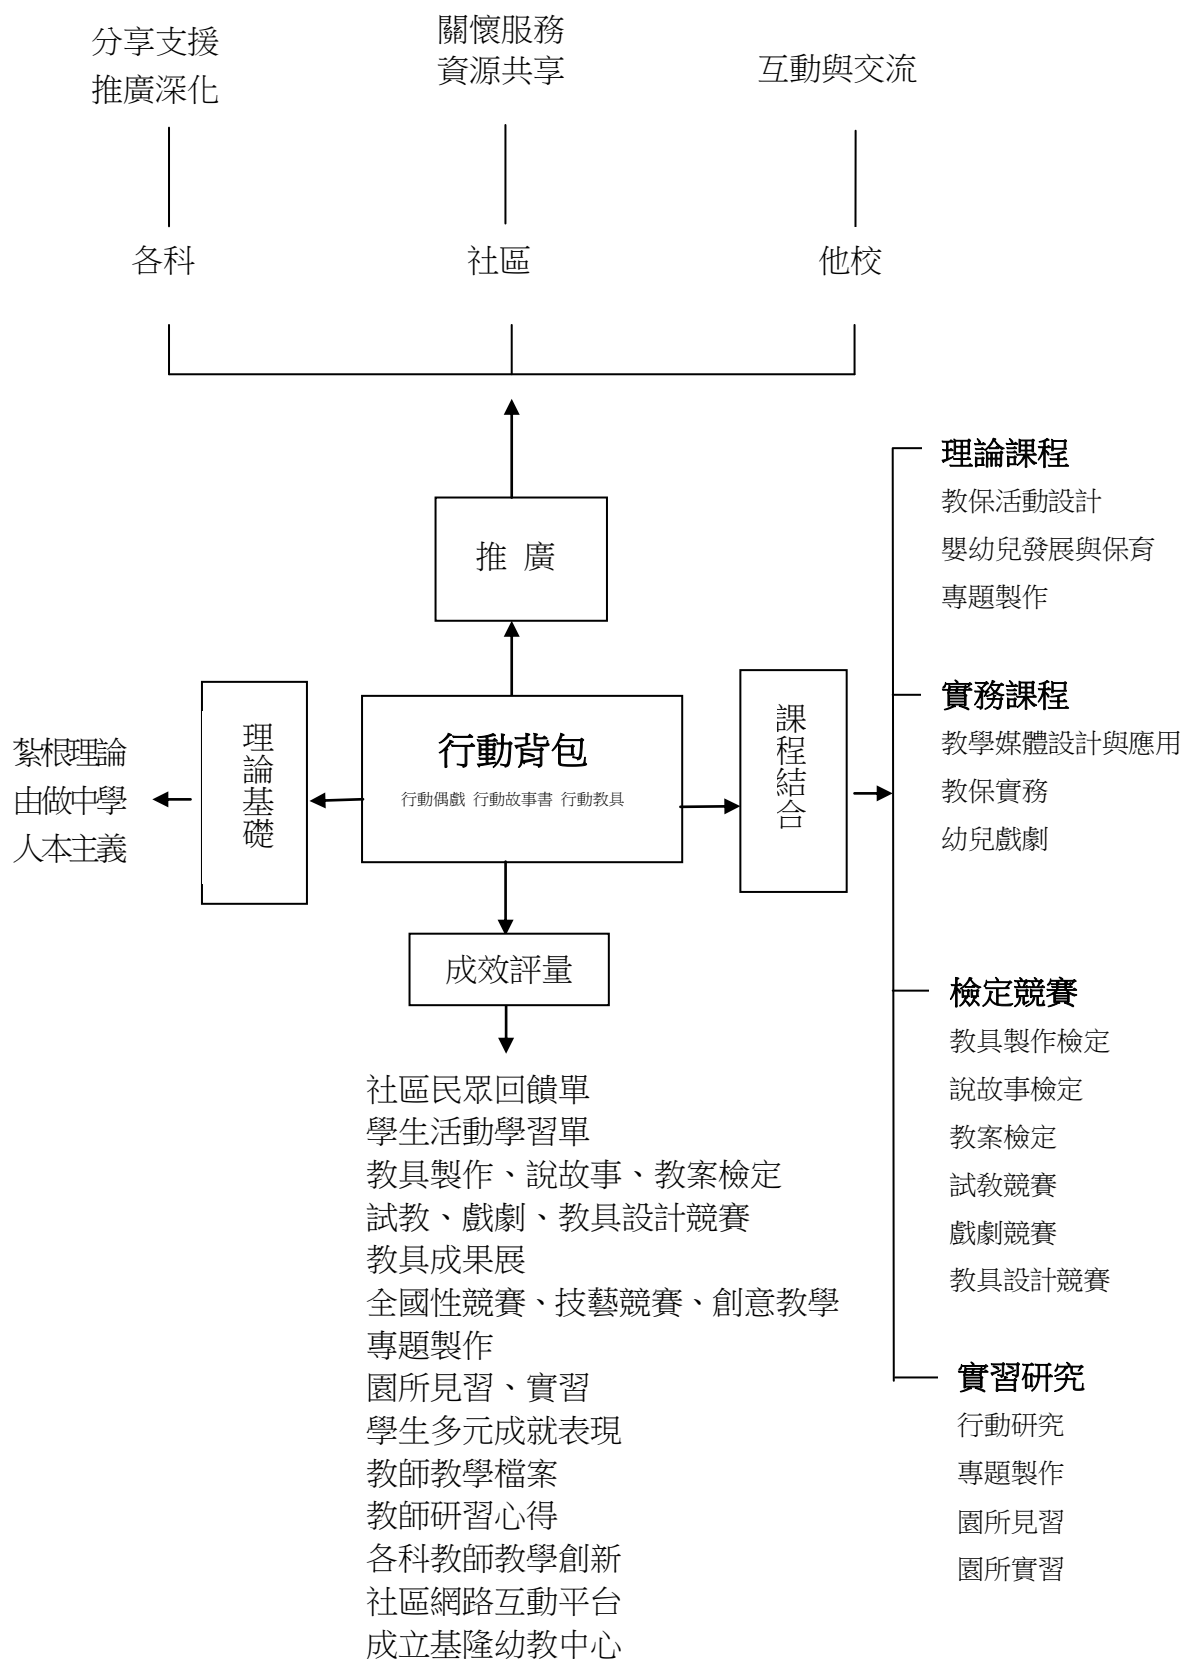 分享支援
推廣深化
關懷服務
資源共享
互動與交流
各科
社區
他校
推 廣
理論基礎
紮根理論
由做中學
人本主義
行動背包
行動偶戲 行動故事書 行動教具
課程結合
理論課程
教保活動設計
嬰幼兒發展與保育
專題製作
實務課程
教學媒體設計與應用
教保實務
幼兒戲劇
檢定競賽
教具製作檢定
說故事檢定
教案檢定
試教競賽
戲劇競賽
教具設計競賽
實習研究
行動研究
專題製作
園所見習
園所實習
成效評量
社區民眾回饋單
學生活動學習單
教具製作、說故事、教案檢定
試教、戲劇、教具設計競賽
教具成果展
全國性競賽、技藝競賽、創意教學
專題製作
園所見習、實習
學生多元成就表現
教師教學檔案
教師研習心得
各科教師教學創新
社區網路互動平台
成立基隆幼教中心